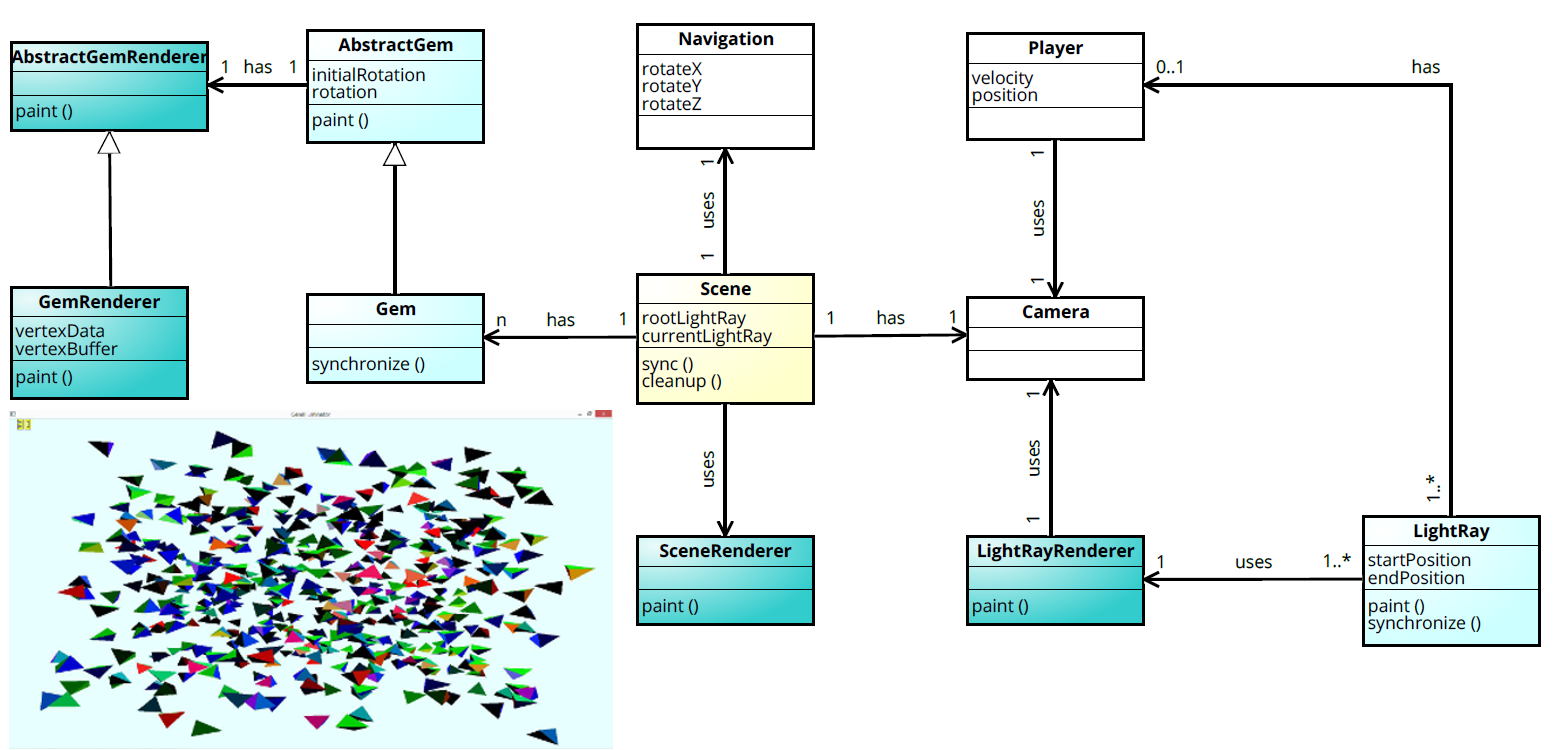 AbstractGemRenderer
paint ()
1 has 1
AbstractGem
initialRotation
rotation
paint ()
Navigation
rotateX
rotateY
rotateZ
Player
velocity
position
0..1 has
1
uses
1
1
uses
1
GemRenderer
vertexData
vertexBuffer
paint ()
Gem
synchronize ()
n has 1
Scene
rootLightRay
currentLightRay
sync ()
cleanup ()
1 has 1
Camera
uses
1
uses
1
1..*
SceneRenderer
paint ()
LightRayRenderer
paint ()
1 uses 1..*
LightRay
startPosition
endPosition
paint ()
synchronize ()